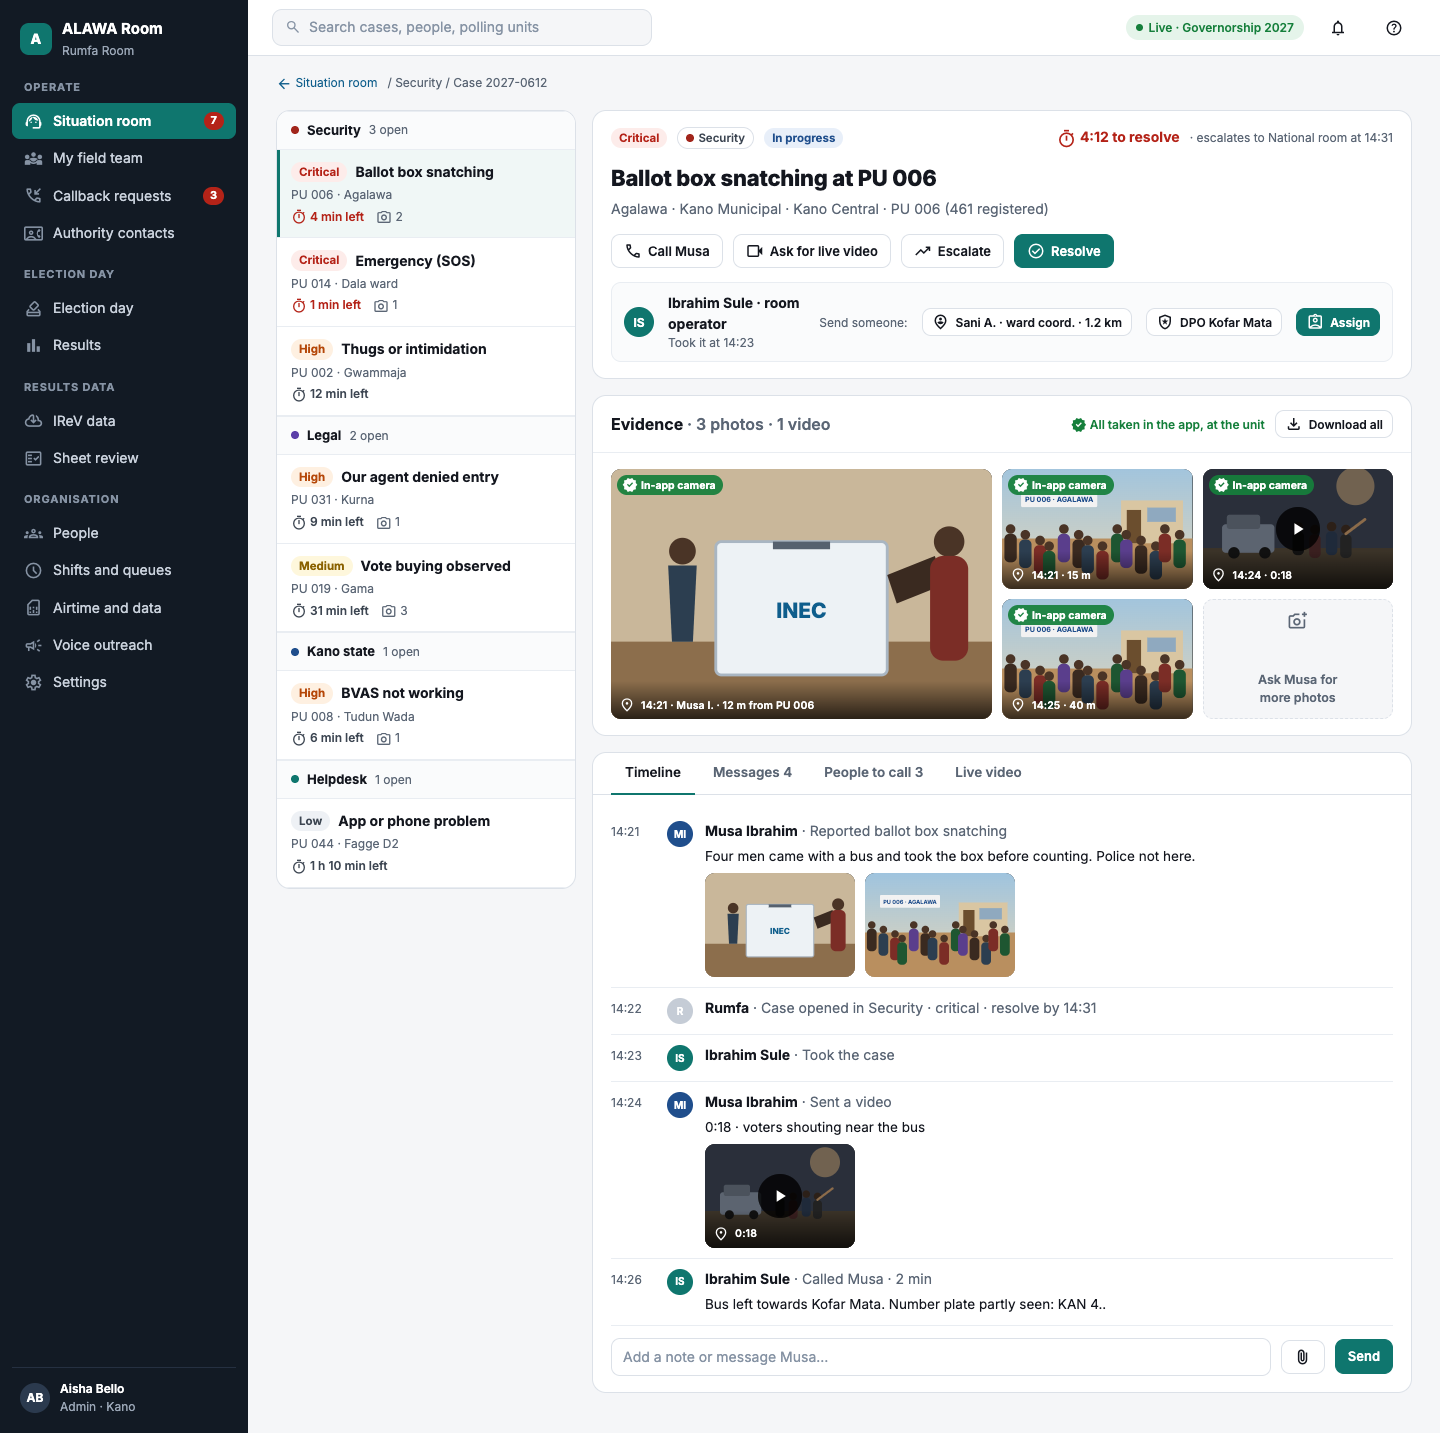 A
ALAWA Room
Rumfa Room
OPERATE
Situation room 7
My field team
Callback requests 3
Authority contacts
ELECTION DAY
Election day
Results
RESULTS DATA
IReV data
Sheet review
ORGANISATION
People
Shifts and queues
Airtime and data
Voice outreach
Settings
AB
Aisha Bello
Admin · Kano
Search cases, people, polling units
Live · Governorship 2027
Situation room / Security / Case 2027-0612
Security 3 open
Critical Ballot box snatching
PU 006 · Agalawa
4 min left 2
Critical Emergency (SOS)
PU 014 · Dala ward
1 min left 1
High Thugs or intimidation
PU 002 · Gwammaja
12 min left
Legal 2 open
High Our agent denied entry
PU 031 · Kurna
9 min left 1
Medium Vote buying observed
PU 019 · Gama
31 min left 3
Kano state 1 open
High BVAS not working
PU 008 · Tudun Wada
6 min left 1
Helpdesk 1 open
Low App or phone problem
PU 044 · Fagge D2
1 h 10 min left
Critical Security In progress
4:12 to resolve · escalates to National room at 14:31
Ballot box snatching at PU 006
Agalawa · Kano Municipal · Kano Central · PU 006 (461 registered)
Call Musa Ask for live video Escalate Resolve
IS
Ibrahim Sule · room
operator
Took it at 14:23
Send someone: Sani A. · ward coord. · 1.2 km DPO Kofar Mata Assign
Evidence · 3 photos · 1 video
All taken in the app, at the unit Download all
In-app camera
INEC
14:21 · Musa I. · 12 m from PU 006
In-app camera
PU 006 · AGALAWA
14:21 · 15 m
In-app camera
14:24 · 0:18
In-app camera
PU 006 · AGALAWA
14:25 · 40 m
Ask Musa for
more photos
Timeline Messages 4 People to call 3 Live video
14:21 MI Musa Ibrahim · Reported ballot box snatching
Four men came with a bus and took the box before counting. Police not here.
INEC
PU 006 · AGALAWA
14:22 R Rumfa · Case opened in Security · critical · resolve by 14:31
14:23 IS Ibrahim Sule · Took the case
14:24 MI Musa Ibrahim · Sent a video
0:18 · voters shouting near the bus
0:18
14:26 IS Ibrahim Sule · Called Musa · 2 min
Bus left towards Kofar Mata. Number plate partly seen: KAN 4..
Add a note or message Musa...
Send